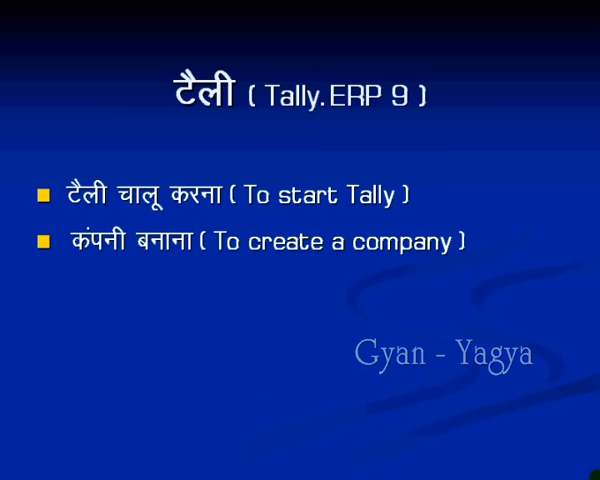 टैली ( Tally.ERP 9 )
टैली चालू करना ( To start Tally )
कंपनी बनाना ( To create a company )
Gyan - Yagya